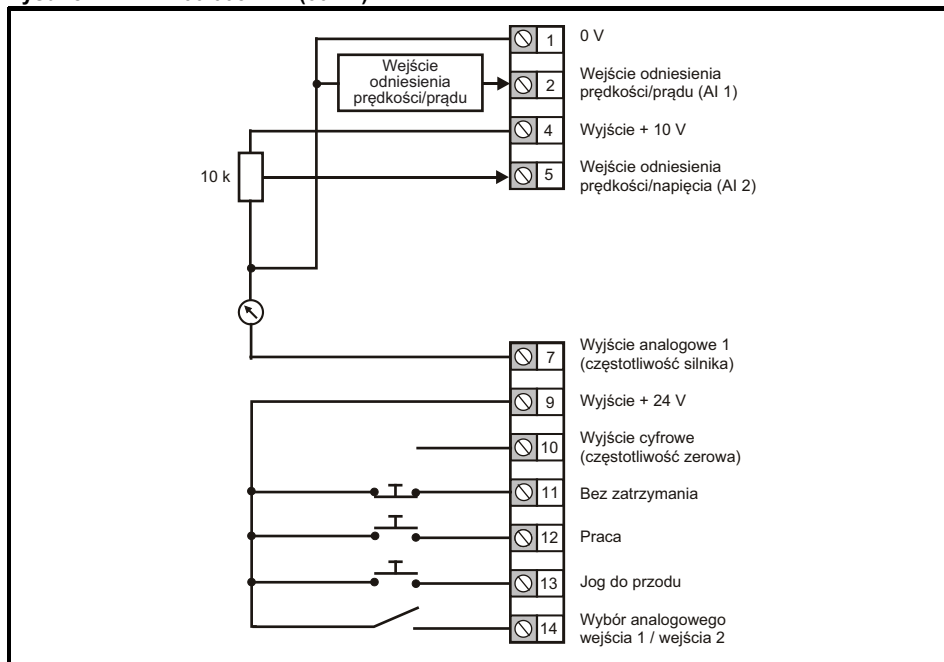 1 0 V
Wejście
odniesienia
prędkości/prądu
2 Wejście odniesienia
prędkości/prądu (AI 1)
4 Wyjście + 10 V
10 k
5 Wejście odniesienia
prędkości/napięcia (AI 2)
7 Wyjście analogowe 1
(częstotliwość silnika)
9 Wyjście + 24 V
10 Wyjście cyfrowe
(częstotliwość zerowa)
11 Bez zatrzymania
12 Praca
13 Jog do przodu
14 Wybór analogowego
wejścia 1 / wejścia 2